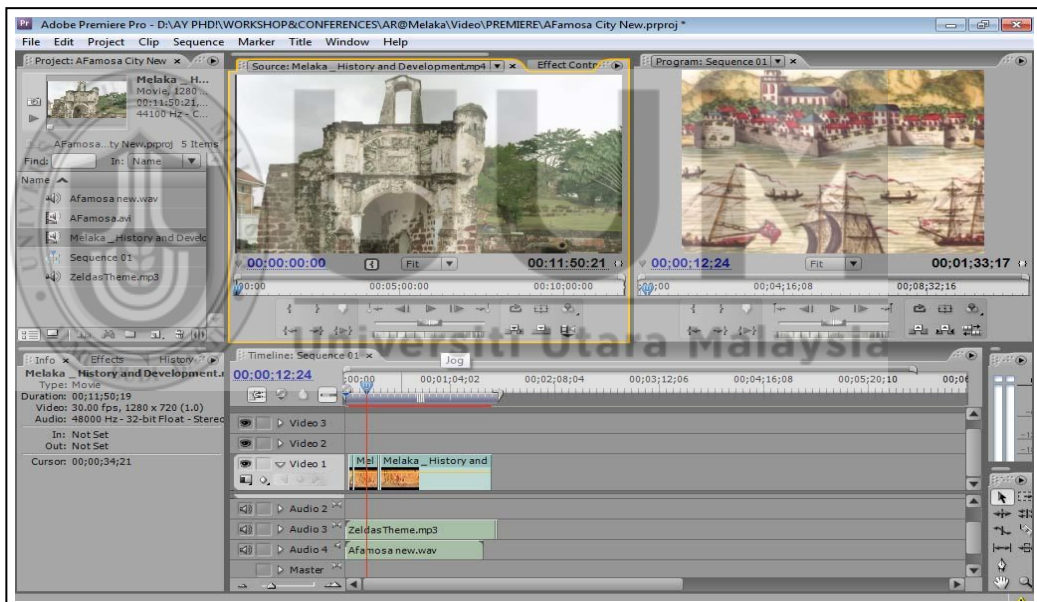 Pr Adobe Premiere Pro - D:\AY PHD!\WORKSHOP&CONFERENCES\AR@Melaka\Video\PREMIERE\AFamosa City New.prproj *
File Edit Project Clip Sequence Marker Title Window Help
Project: AFamosa City New
Melaka _ H...
Movie, 1280 ...
00:11:50:21, ...
44100 Hz - C...
AFamosa...ty New.prproj 5 Items
Find: In: Name
Name
Afamosa new.wav
AFamosa.avi
Melaka _ History and Develo
Sequence 01
ZeldasTheme.mp3
Source: Melaka _ History and Development.mp4 Effect Contr
00:00:00:00 Fit 00:11:50:21
00:00 00:05:00:00 00:10:00:00
Program: Sequence 01
00;00;12;24 Fit 00;01;33;17
00;00 00;04;16;08 00;08;32;16
UUM
Universiti Utara Malaysia
Jog
Info Effects History
Melaka _ History and Development.
Type: Movie
Duration: 00;11;50;19
Video: 30.00 fps, 1280 x 720 (1.0)
Audio: 48000 Hz - 32-bit Float - Stereo
In: Not Set
Out: Not Set
Cursor: 00;00;34;21
Timeline: Sequence 01
00;00;12;24
;00;00 00;01;04;02 00;02;08;04 00;03;12;06 00;04;16;08 00;05;20;10 00;06
Video 3
Video 2
Video 1 Mel Melaka _ History and
Audio 2
Audio 3 ZeldasTheme.mp3
Audio 4 Afamosa new.wav
Master